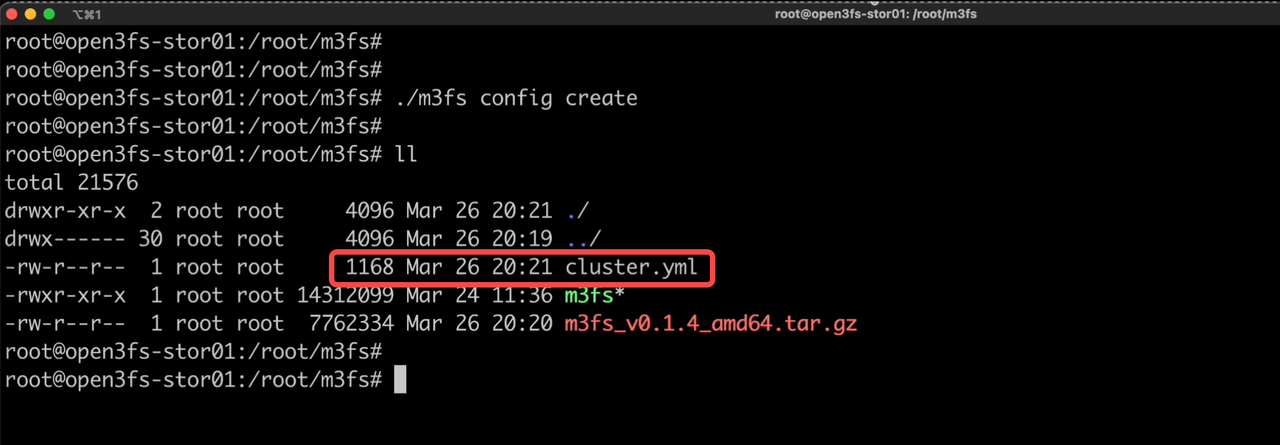 ⌥⌘1 root@open3fs-stor01: /root/m3fs
root@open3fs-stor01:/root/m3fs#
root@open3fs-stor01:/root/m3fs#
root@open3fs-stor01:/root/m3fs# ./m3fs config create
root@open3fs-stor01:/root/m3fs#
root@open3fs-stor01:/root/m3fs# ll
total 21576
drwxr-xr-x  2 root root     4096 Mar 26 20:21 ./
drwx------ 30 root root     4096 Mar 26 20:19 ../
-rw-r--r--  1 root root     1168 Mar 26 20:21 cluster.yml
-rwxr-xr-x  1 root root 14312099 Mar 24 11:36 m3fs*
-rw-r--r--  1 root root  7762334 Mar 26 20:20 m3fs_v0.1.4_amd64.tar.gz
root@open3fs-stor01:/root/m3fs#
root@open3fs-stor01:/root/m3fs#